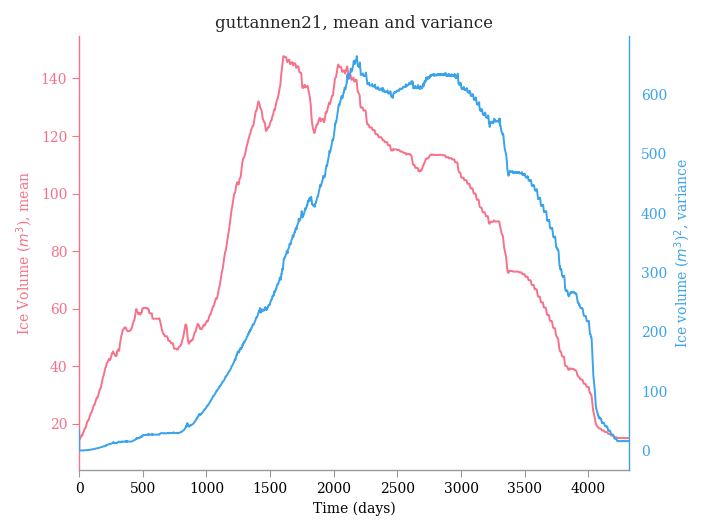 guttannen21, mean and variance
Ice Volume (m³), mean
140
120
100
80
60
40
20
Ice volume (m³)², variance
600
500
400
300
200
100
0
0 500 1000 1500 2000 2500 3000 3500 4000
Time (days)